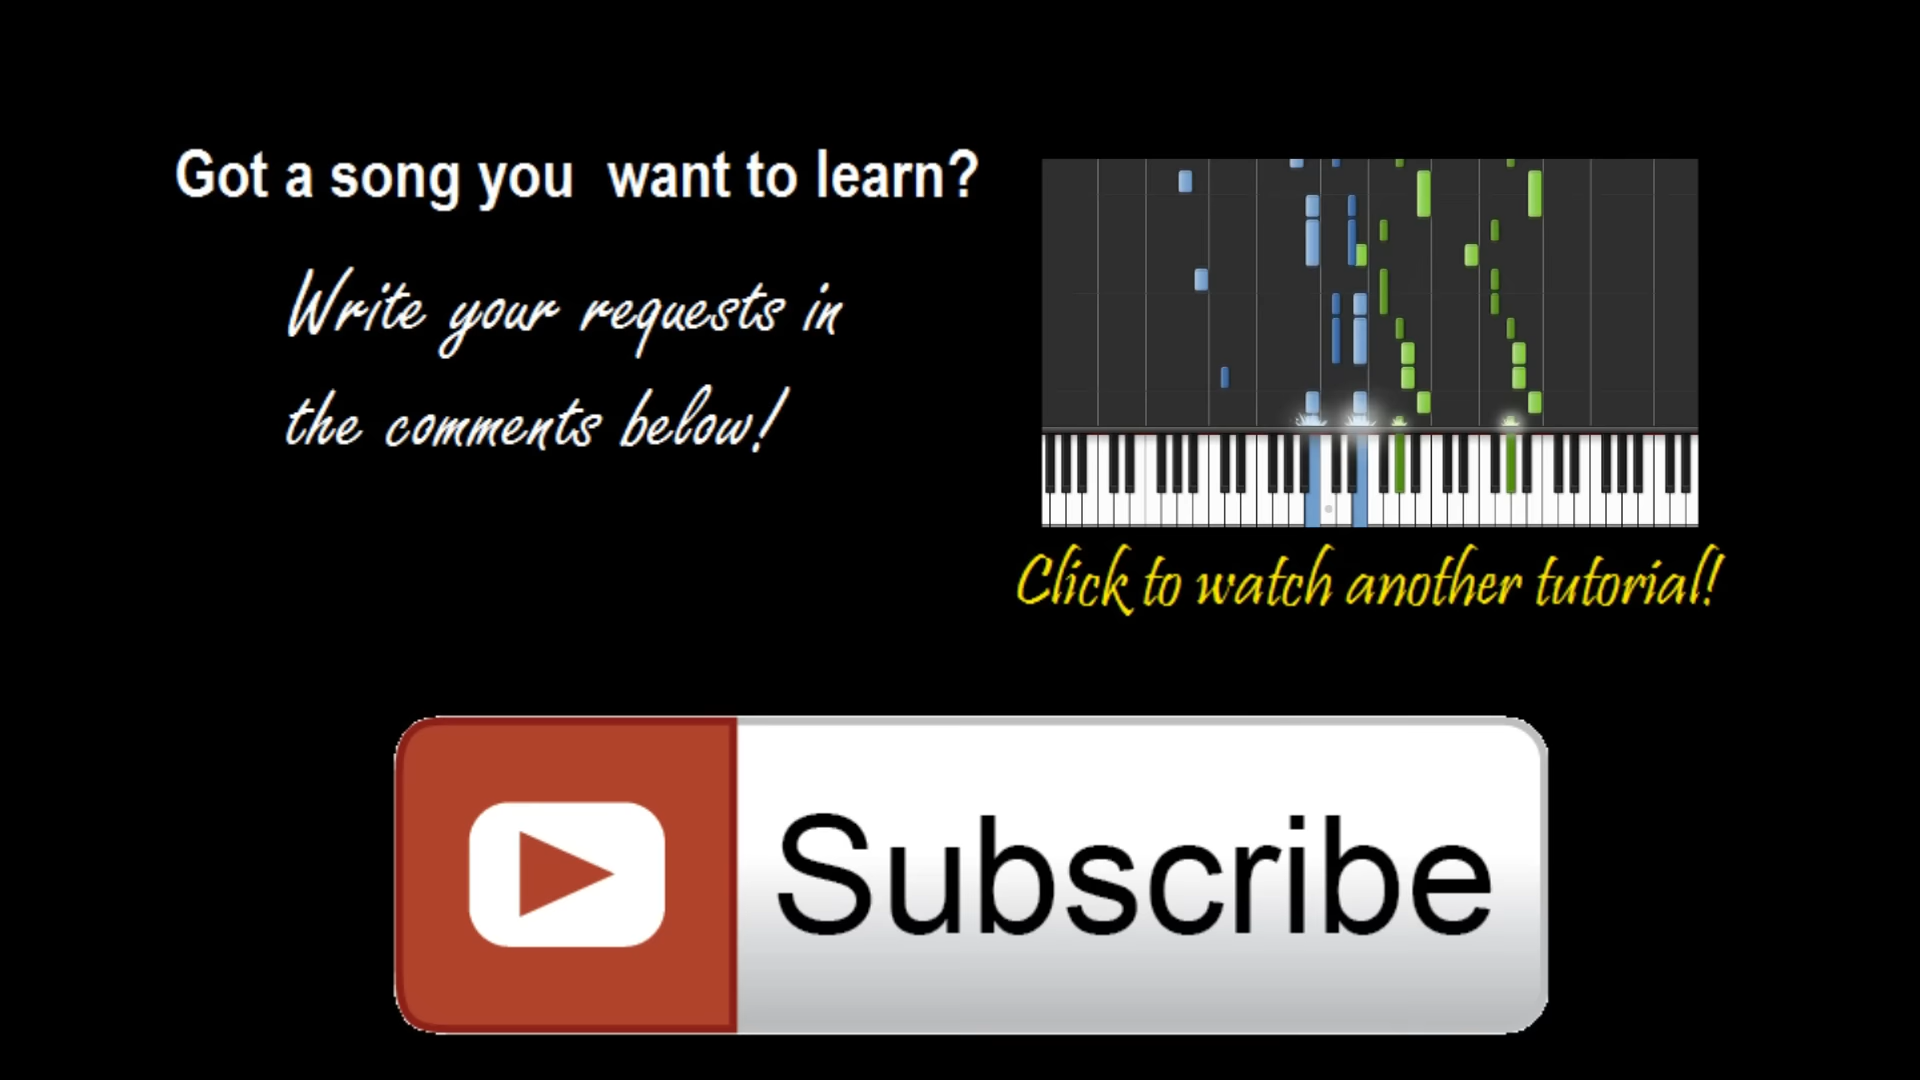 Got a song you  want to learn?
Write your requests in
the comments below!
Click to watch another tutorial!
Subscribe